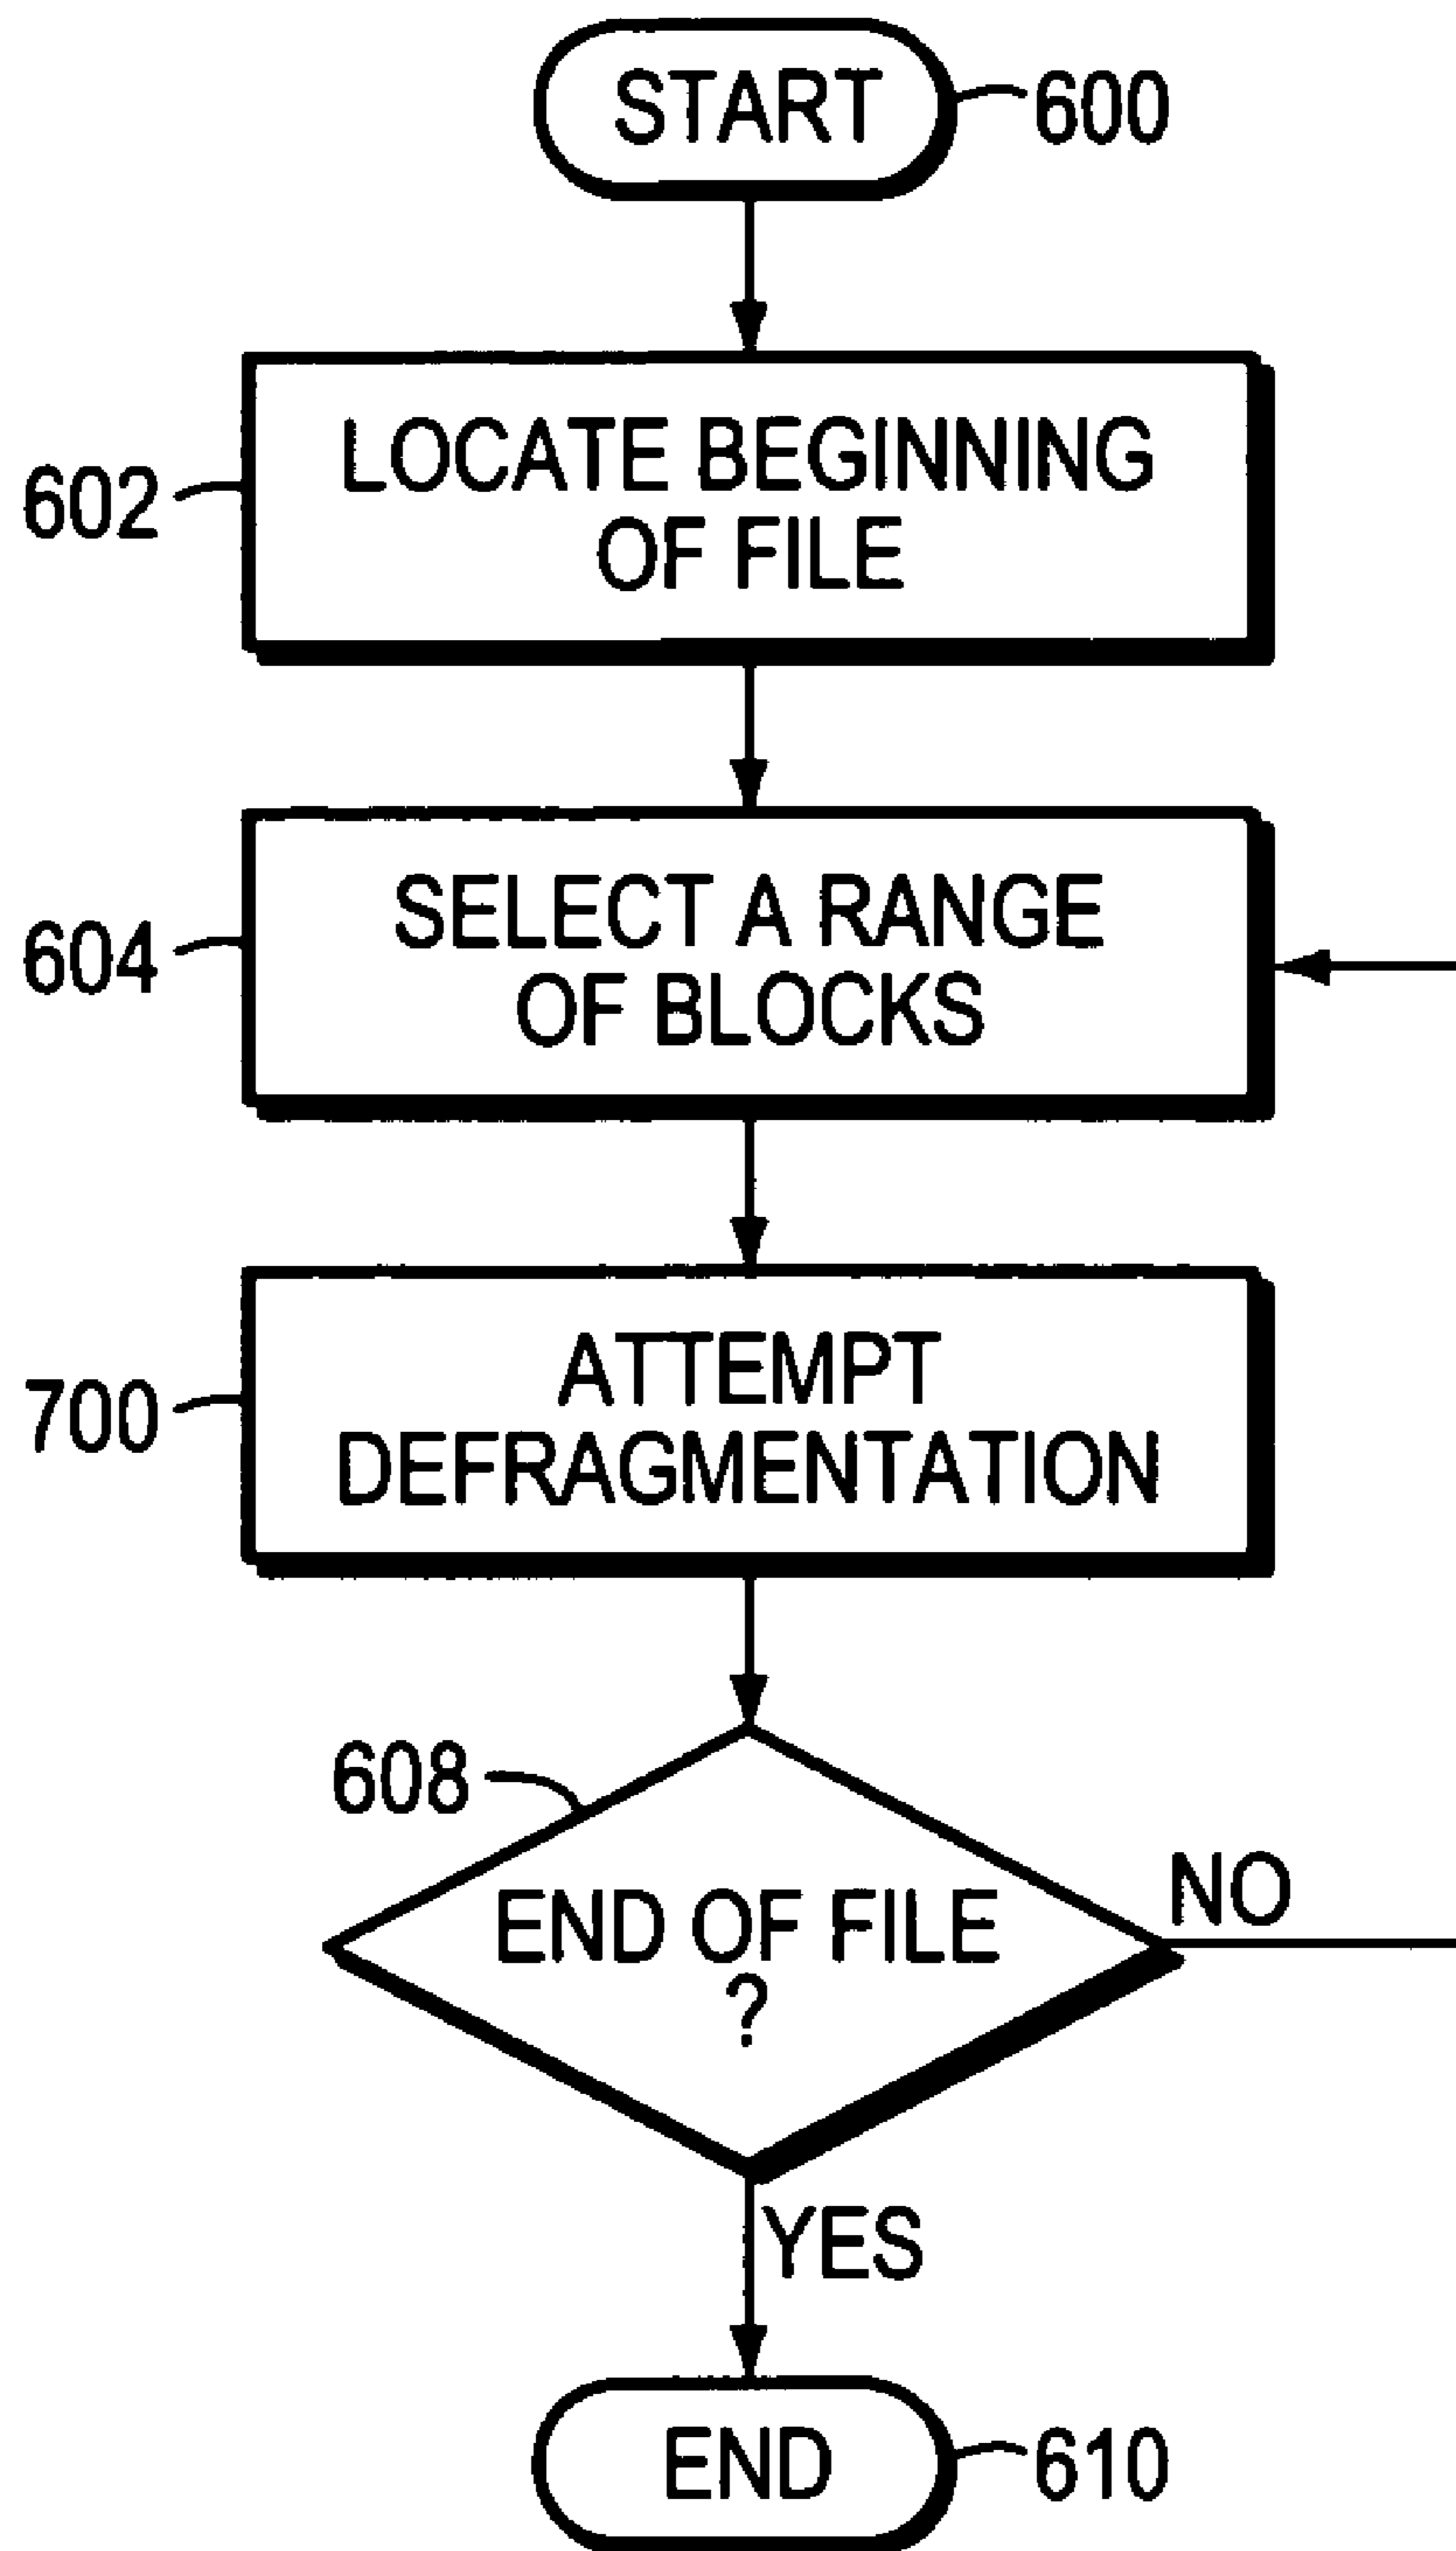 START
600
LOCATE BEGINNING
OF FILE
602
SELECT A RANGE
OF BLOCKS
604
ATTEMPT
DEFRAGMENTATION
700
608
END OF FILE
?
NO
YES
END
610